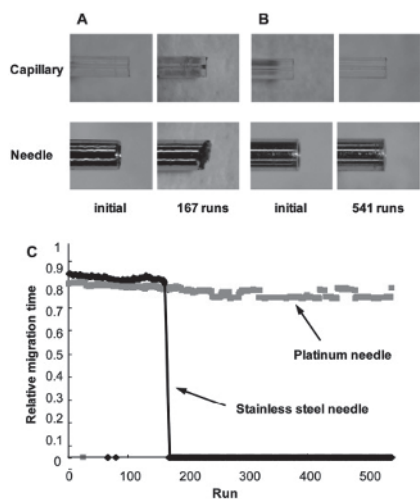 A B
Capillary
Needle
initial 167 runs initial 541 runs
C
1
0.9
0.8
0.7
0.6
0.5
0.4
0.3
0.2
0.1
0
Relative migration time
Platinum needle
Stainless steel needle
0 100 200 300 400 500
Run